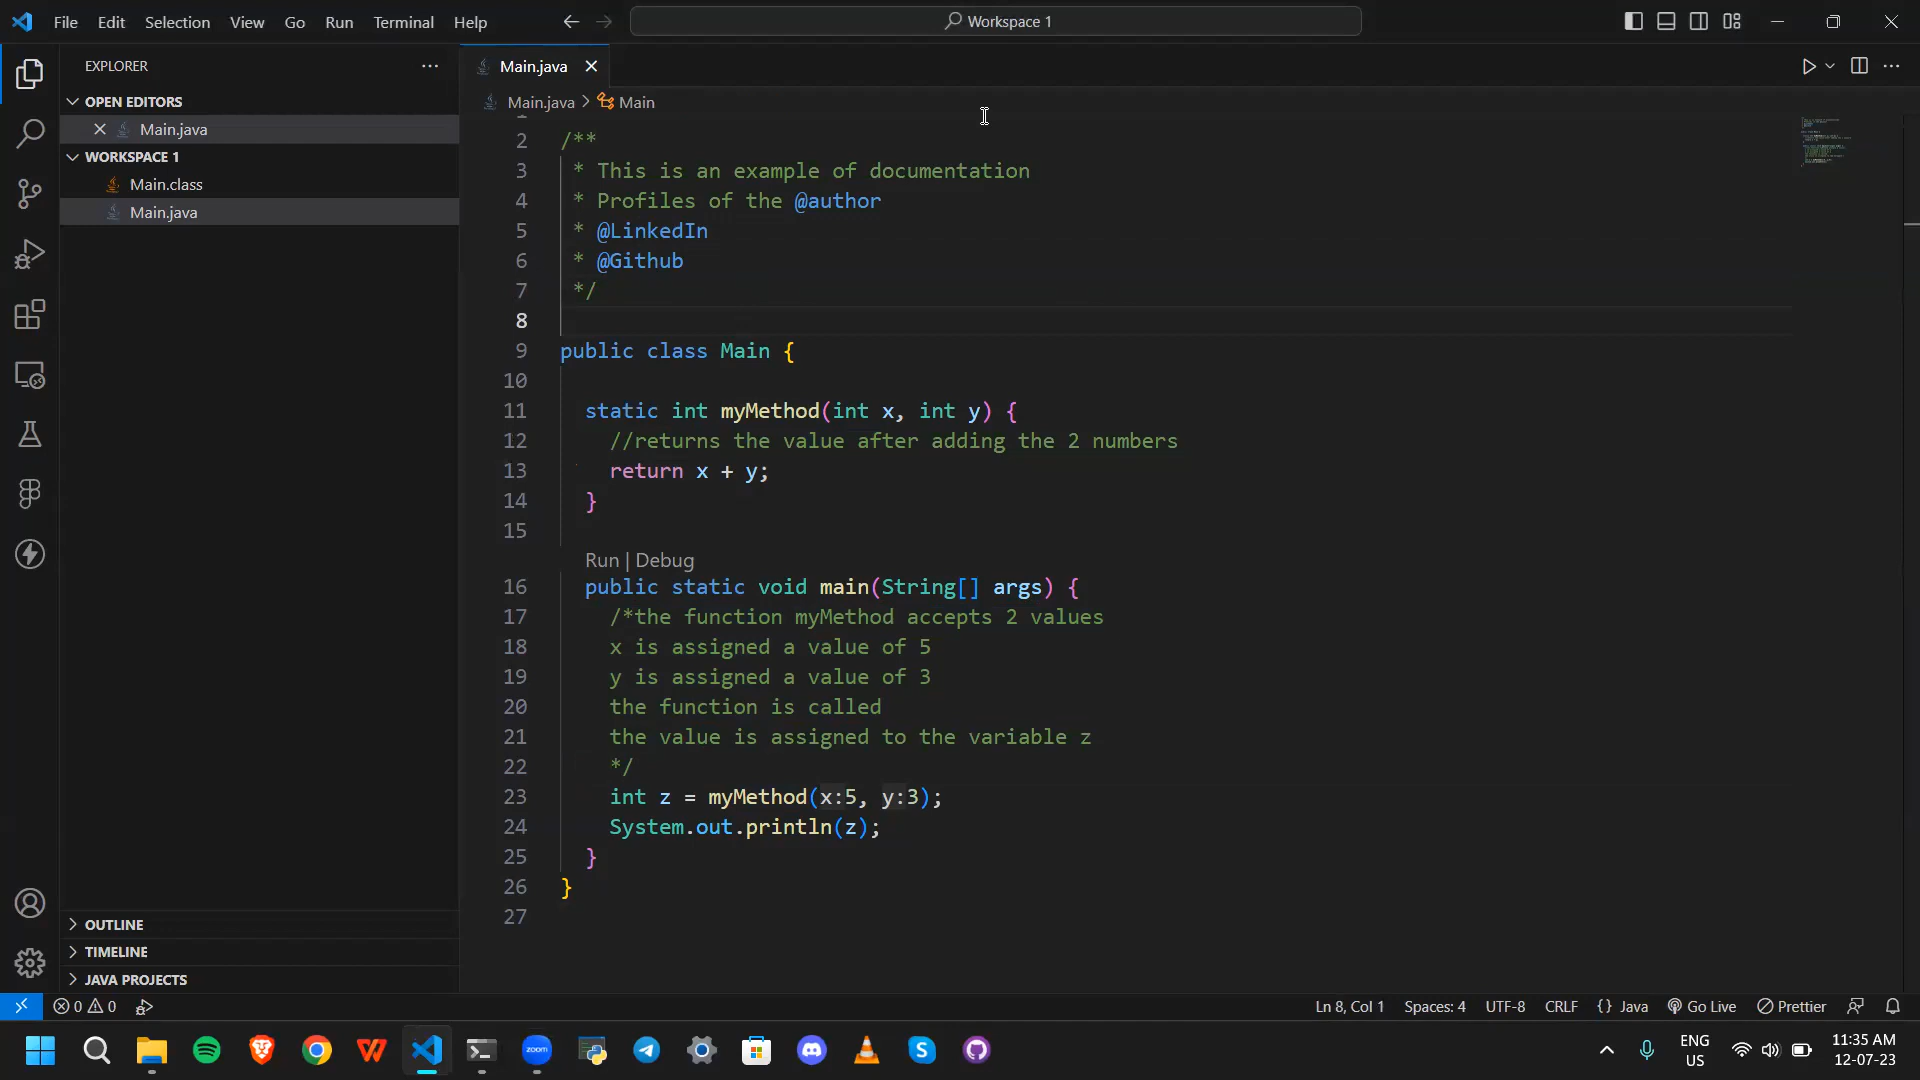 File Edit Selection View Go Run Terminal Help
Workspace 1
EXPLORER
OPEN EDITORS
Main.java
WORKSPACE 1
Main.class
Main.java
OUTLINE
TIMELINE
JAVA PROJECTS
Main.java
Main.java > Main
2 /**
3 * This is an example of documentation
4 * Profiles of the @author
5 * @LinkedIn
6 * @Github
7 */
8
9 public class Main {
10
11 static int myMethod(int x, int y) {
12 //returns the value after adding the 2 numbers
13 return x + y;
14 }
15
Run | Debug
16 public static void main(String[] args) {
17 /*the function myMethod accepts 2 values
18 x is assigned a value of 5
19 y is assigned a value of 3
20 the function is called
21 the value is assigned to the variable z
22 */
23 int z = myMethod(x:5, y:3);
24 System.out.println(z);
25 }
26 }
27
0 0
Ln 8, Col 1 Spaces: 4 UTF-8 CRLF {} Java Go Live Prettier
zoom
ENG
US
11:35 AM
12-07-23